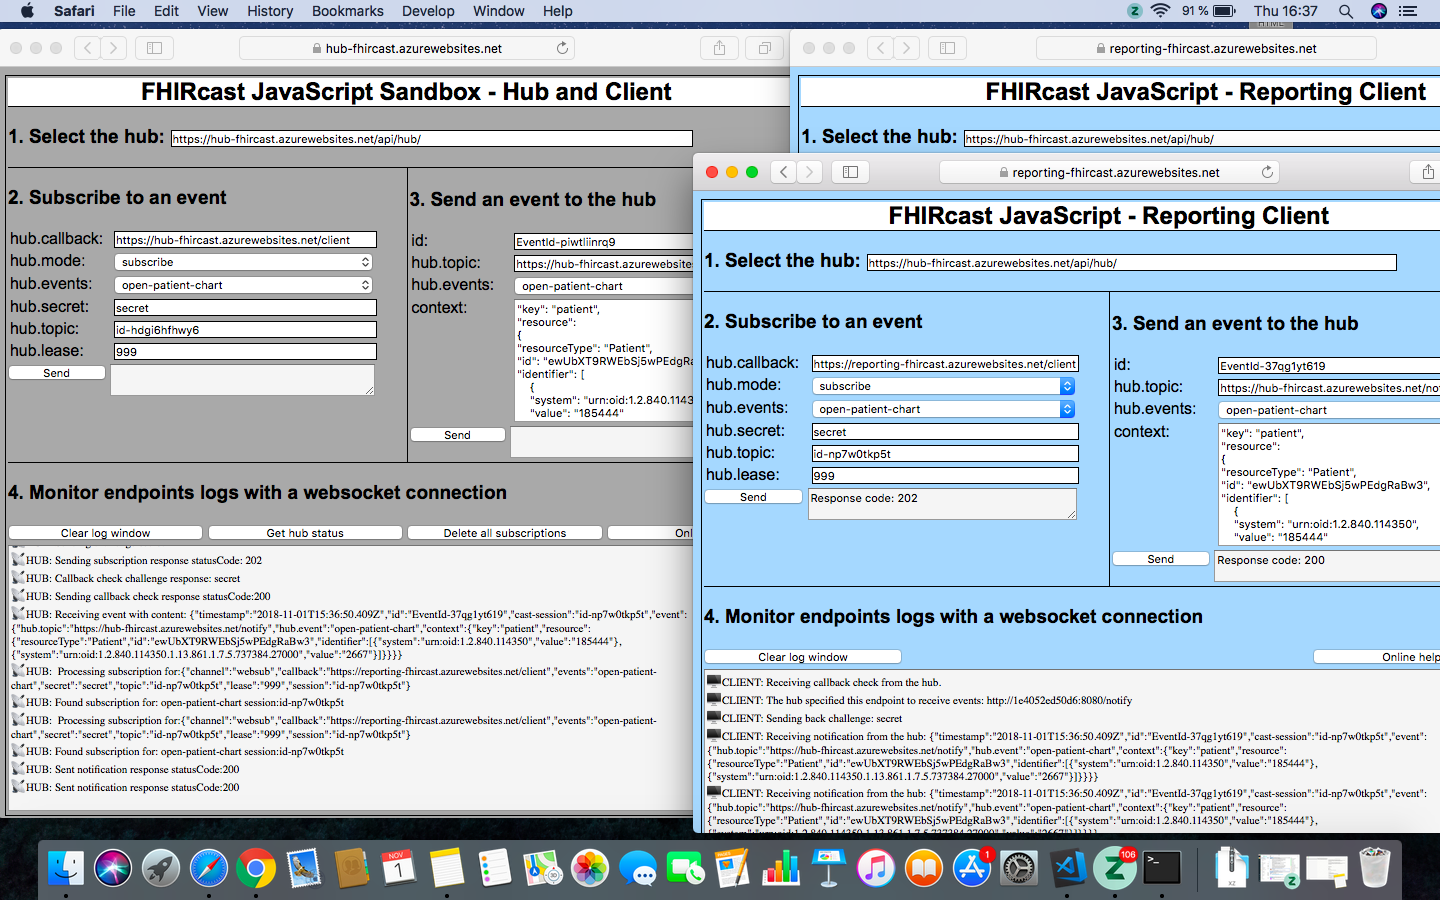 Safari File Edit View History Bookmarks Develop Window Help
Z 91 % Thu 16:37
hub-fhircast.azurewebsites.net
FHIRcast JavaScript Sandbox - Hub and Client
1. Select the hub: https://hub-fhircast.azurewebsites.net/api/hub/
2. Subscribe to an event
hub.callback: https://hub-fhircast.azurewebsites.net/client
hub.mode: subscribe
hub.events: open-patient-chart
hub.secret: secret
hub.topic: id-hdgi6hfhwy6
hub.lease: 999
Send
3. Send an event to the hub
id: EventId-piwtliinrq9
hub.topic: https://hub-fhircast.azurewebsites
hub.events: open-patient-chart
context: "key": "patient",
"resource":
{
"resourceType": "Patient",
"id": "ewUbXT9RWEbSj5wPEdgRa
"identifier": [
{
"system": "urn:oid:1.2.840.1143
"value": "185444"
Send
4. Monitor endpoints logs with a websocket connection
Clear log window Get hub status Delete all subscriptions Onl
HUB: Sending subscription response statusCode: 202
HUB: Callback check challenge response: secret
HUB: Sending callback check response statusCode:200
HUB: Receiving event with content: {"timestamp":"2018-11-01T15:36:50.409Z","id":"EventId-37qg1yt619","cast-session":"id-np7w0tkp5t","event":
{"hub.topic":"https://hub-fhircast.azurewebsites.net/notify","hub.event":"open-patient-chart","context":{"key":"patient","resource":
{"resourceType":"Patient","id":"ewUbXT9RWEbSj5wPEdgRaBw3","identifier":[{"system":"urn:oid:1.2.840.114350","value":"185444"},
{"system":"urn:oid:1.2.840.114350.1.13.861.1.7.5.737384.27000","value":"2667"}]}}}}
HUB: Processing subscription for:{"channel":"websub","callback":"https://reporting-fhircast.azurewebsites.net/client","events":"open-patient-
chart","secret":"secret","topic":"id-np7w0tkp5t","lease":"999","session":"id-np7w0tkp5t"}
HUB: Found subscription for: open-patient-chart session:id-np7w0tkp5t
HUB: Processing subscription for:{"channel":"websub","callback":"https://reporting-fhircast.azurewebsites.net/client","events":"open-patient-
chart","secret":"secret","topic":"id-np7w0tkp5t","lease":"999","session":"id-np7w0tkp5t"}
HUB: Found subscription for: open-patient-chart session:id-np7w0tkp5t
HUB: Sent notification response statusCode:200
HUB: Sent notification response statusCode:200
reporting-fhircast.azurewebsites.net
FHIRcast JavaScript - Reporting Client
1. Select the hub: https://hub-fhircast.azurewebsites.net/api/hub/
reporting-fhircast.azurewebsites.net
FHIRcast JavaScript - Reporting Client
1. Select the hub: https://hub-fhircast.azurewebsites.net/api/hub/
2. Subscribe to an event
hub.callback: https://reporting-fhircast.azurewebsites.net/client
hub.mode: subscribe
hub.events: open-patient-chart
hub.secret: secret
hub.topic: id-np7w0tkp5t
hub.lease: 999
Send Response code: 202
3. Send an event to the hub
id: EventId-37qg1yt619
hub.topic: https://hub-fhircast.azurewebsites.net/not
hub.events: open-patient-chart
context: "key": "patient",
"resource":
{
"resourceType": "Patient",
"id": "ewUbXT9RWEbSj5wPEdgRaBw3",
"identifier": [
{
"system": "urn:oid:1.2.840.114350",
"value": "185444"
Send Response code: 200
4. Monitor endpoints logs with a websocket connection
Clear log window Online help
CLIENT: Receiving callback check from the hub.
CLIENT: The hub specified this endpoint to receive events: http://1e4052ed50d6:8080/notify
CLIENT: Sending back challenge: secret
CLIENT: Receiving notification from the hub: {"timestamp":"2018-11-01T15:36:50.409Z","id":"EventId-37qg1yt619","cast-session":"id-np7w0tkp5t","event":
{"hub.topic":"https://hub-fhircast.azurewebsites.net/notify","hub.event":"open-patient-chart","context":{"key":"patient","resource":
{"resourceType":"Patient","id":"ewUbXT9RWEbSj5wPEdgRaBw3","identifier":[{"system":"urn:oid:1.2.840.114350","value":"185444"},
{"system":"urn:oid:1.2.840.114350.1.13.861.1.7.5.737384.27000","value":"2667"}]}}}}
CLIENT: Receiving notification from the hub: {"timestamp":"2018-11-01T15:36:50.409Z","id":"EventId-37qg1yt619","cast-session":"id-np7w0tkp5t","event":
{"hub.topic":"https://hub-fhircast.azurewebsites.net/notify","hub.event":"open-patient-chart","context":{"key":"patient","resource":
{"resourceType":"Patient","id":"ewUbXT9RWEbSj5wPEdgRaBw3","identifier":[{"system":"urn:oid:1.2.840.114350","value":"185444"},
NOV
1
3D
1
Z
106
>_
XZ
Z